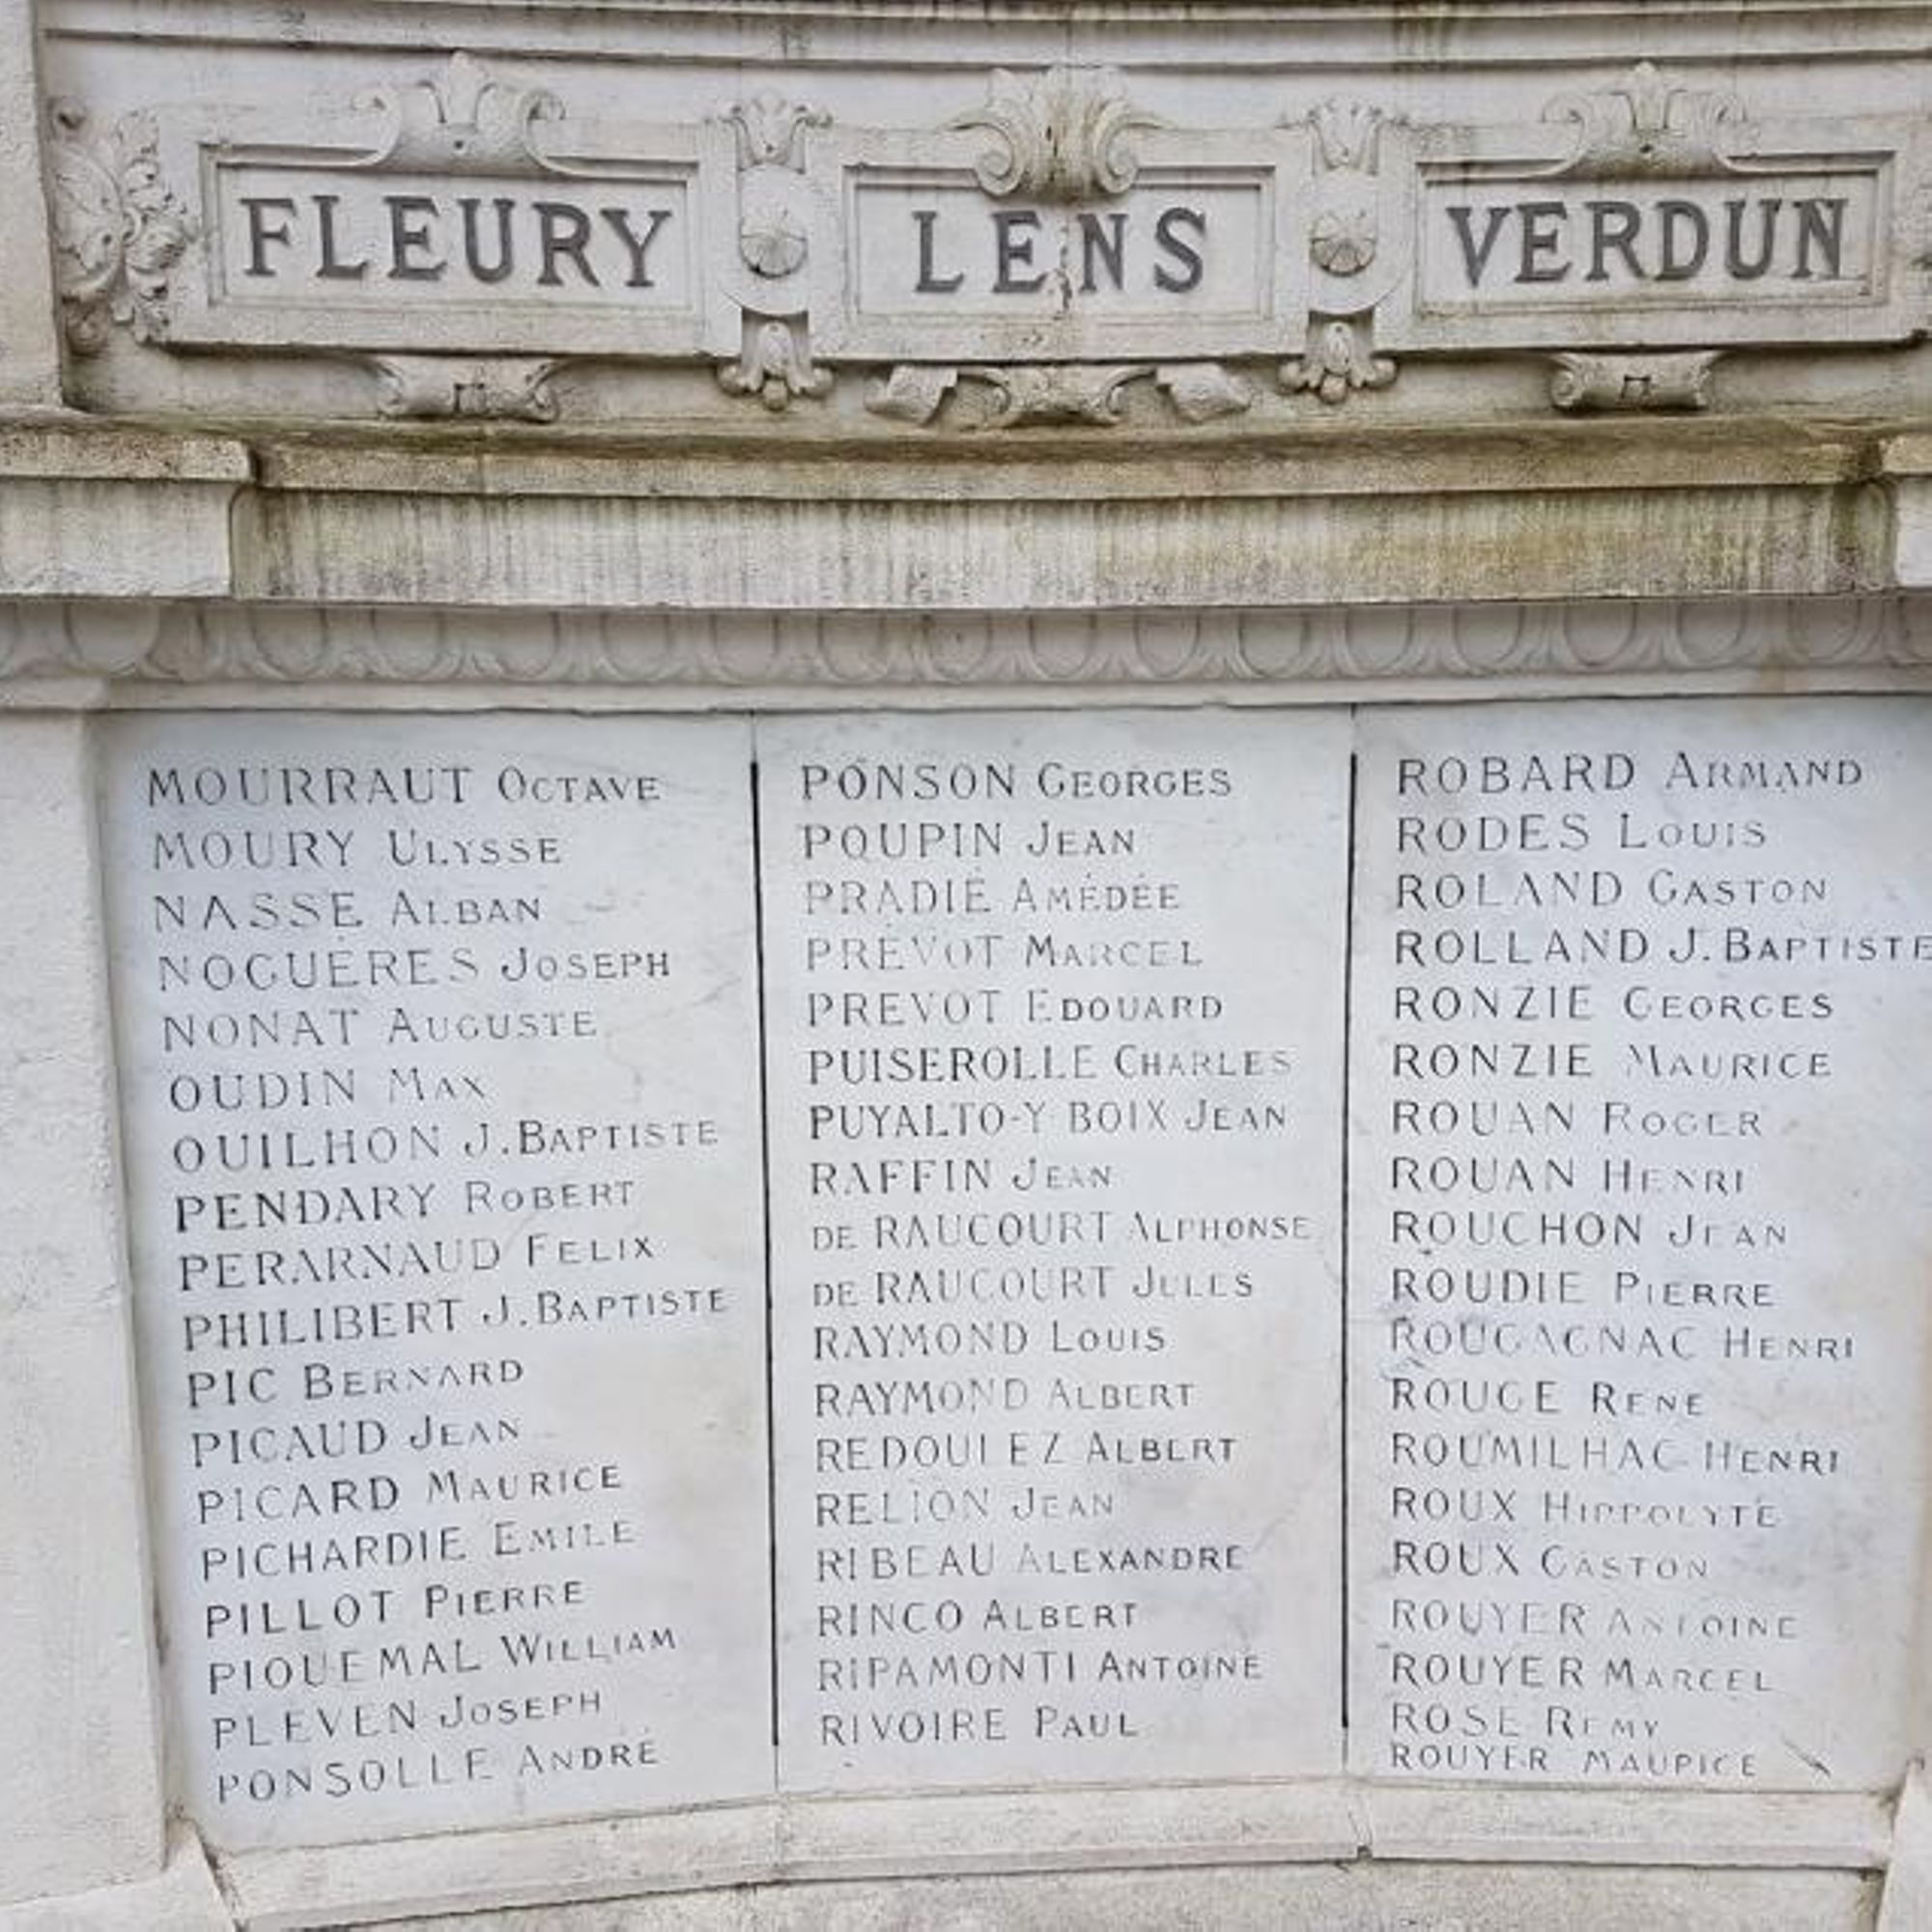 FLEURY
LENS
VERDUN
MOURRAUT OCTAVE
MOURY ULYSSE
NASSE ALBAN
NOGUÈRES JOSEPH
NONAT AUGUSTE
OUDIN MAX
OUILHON J.BAPTISTE
PENDARY ROBERT
PERARNAUD FELIX
PHILIBERT J.BAPTISTE
PIC BERNARD
PICAUD JEAN
PICARD MAURICE
PICHARDIE EMILE
PILLOT PIERRE
PIQUEMAL WILLIAM
PLEVEN JOSEPH
PONSOLLE ANDRÉ
PONSON GEORGES
POUPIN JEAN
PRADIÉ AMÉDÉE
PRÉVOT MARCEL
PREVOT EDOUARD
PUISEROLLE CHARLES
PUYALTO-Y BOIX JEAN
RAFFIN JEAN
DE RAUCOURT ALPHONSE
DE RAUCOURT JULES
RAYMOND LOUIS
RAYMOND ALBERT
REDOULEZ ALBERT
RELION JEAN
RIBEAU ALEXANDRE
RINCO ALBERT
RIPAMONTI ANTOINE
RIVOIRE PAUL
ROBARD ARMAND
RODES LOUIS
ROLAND GASTON
ROLLAND J.BAPTISTE
RONZIE GEORGES
RONZIE MAURICE
ROUAN ROGER
ROUAN HENRI
ROUCHON JEAN
ROUDIE PIERRE
ROUGAGNAC HENRI
ROUGE RENE
ROUMILHAC HENRI
ROUX HIPPOLYTE
ROUX GASTON
ROUYER ANTOINE
ROUYER MARCEL
ROSE REMY
ROUYER MAURICE